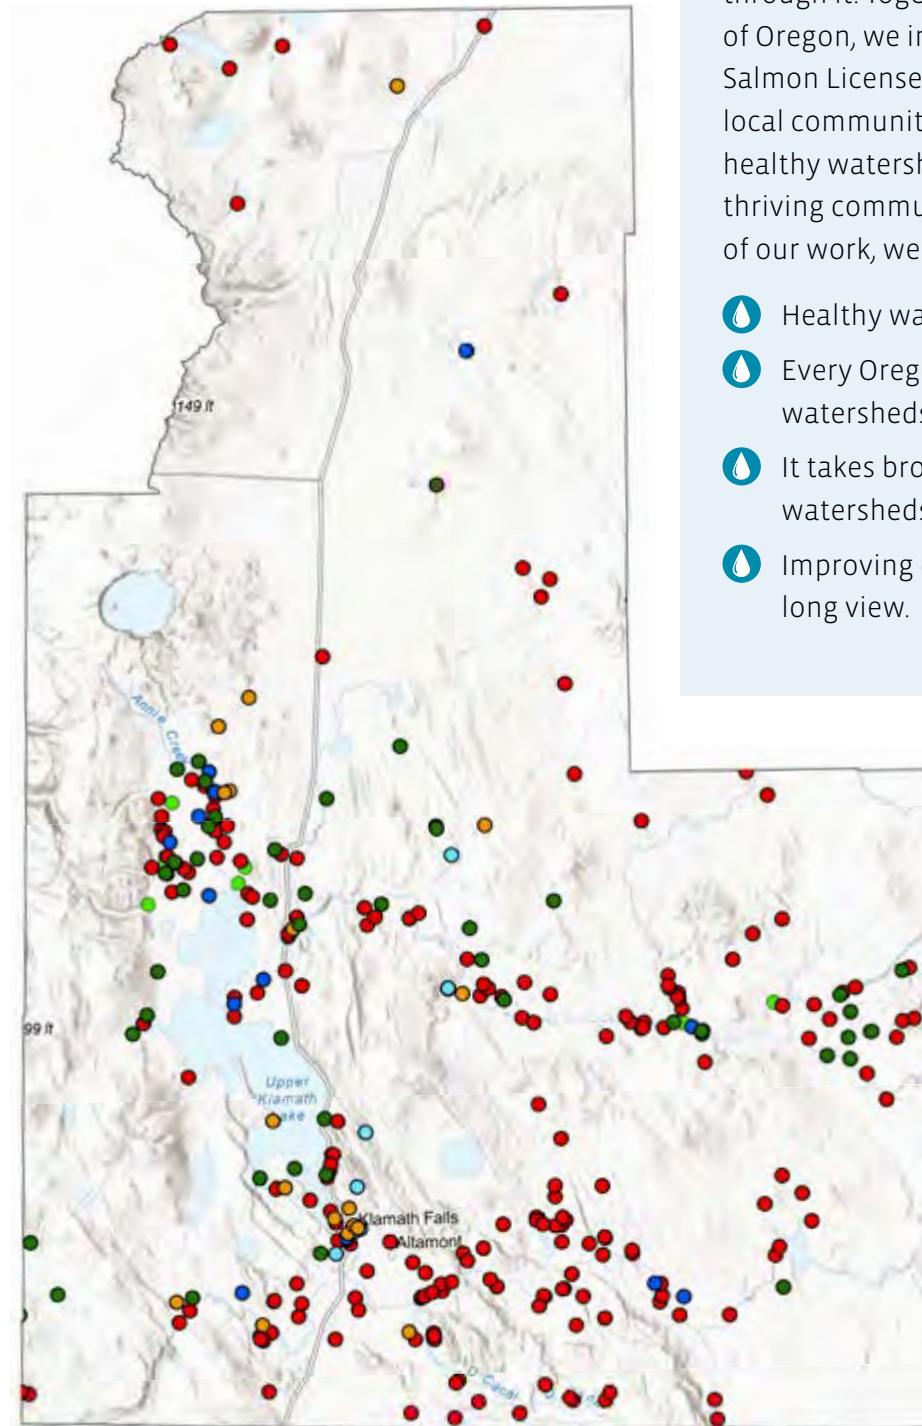 of Oregon, we i
Salmon License
local communit
healthy watersh
thriving commu
of our work, we
Healthy wa
Every Oreg
watersheds
It takes bro
watersheds
Improving
long view.
149 ft
Annie Creek
99 ft
Upper
Klamath
Lake
Klamath Falls
Altamont
D Canal